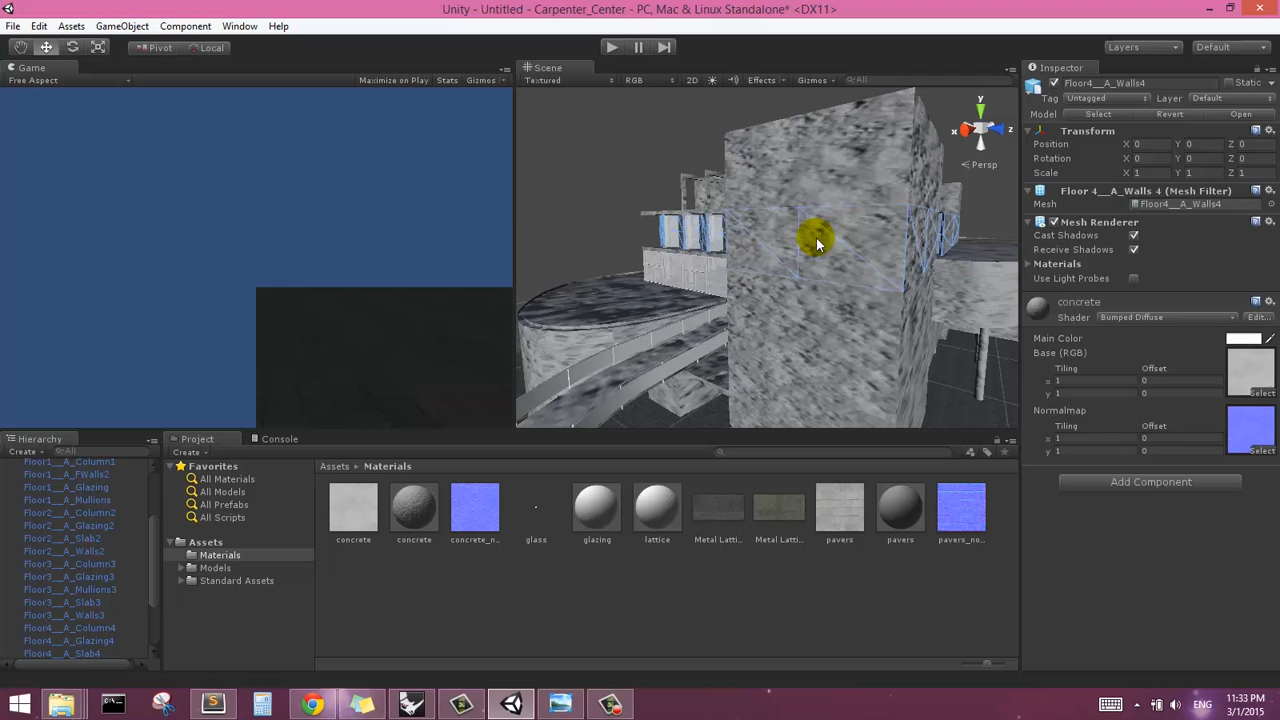 Unity - Untitled - Carpenter_Center - PC, Mac & Linux Standalone* <DX11>
File Edit Assets GameObject Component Window Help
Pivot Local Layers Default
Game
Free Aspect Maximize on Play Stats Gizmos
Scene
Textured RGB 2D Effects Gizmos All
y
x z
Persp
Inspector
Floor4__A_Walls4 Static
Tag Untagged Layer Default
Model Select Revert Open
Transform
Position X 0 Y 0 Z 0
Rotation X 0 Y 0 Z 0
Scale X 1 Y 1 Z 1
Floor 4__A_Walls 4 (Mesh Filter)
Mesh Floor4__A_Walls4
Mesh Renderer
Cast Shadows
Receive Shadows
Materials
Use Light Probes
concrete
Shader Bumped Diffuse Edit...
Main Color
Base (RGB)
Tiling Offset
x 1 0
y 1 0
Select
Normalmap
Tiling Offset
x 1 0
y 1 0
Select
Add Component
Hierarchy
Create All
Floor1__A_Column1
Floor1__A_FWalls2
Floor1__A_Glazing
Floor1__A_Mullions
Floor2__A_Column2
Floor2__A_Glazing2
Floor2__A_Slab2
Floor2__A_Walls2
Floor3__A_Column3
Floor3__A_Glazing3
Floor3__A_Mullions3
Floor3__A_Slab3
Floor3__A_Walls3
Floor4__A_Column4
Floor4__A_Glazing4
Floor4__A_Slab4
Project Console
Create
Favorites
All Materials
All Models
All Prefabs
All Scripts
Assets
Materials
Models
Standard Assets
Assets Materials
concrete concrete concrete_n... glass glazing lattice Metal Latti... Metal Latti... pavers pavers pavers_no...
ENG
11:33 PM
3/1/2015